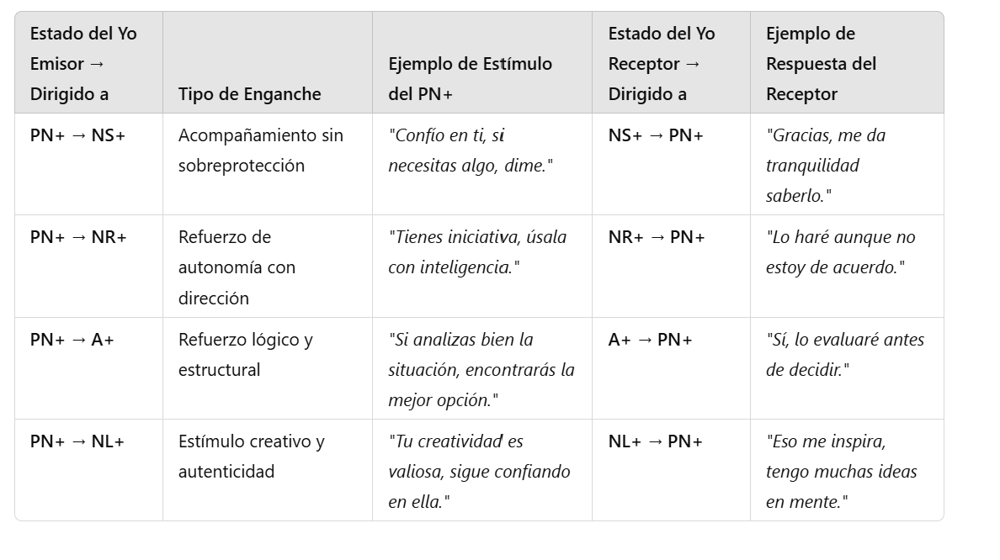 Estado del Yo
Emisor →
Dirigido a
Tipo de Enganche
Ejemplo de Estímulo
del PN+
Estado del Yo
Receptor →
Dirigido a
Ejemplo de
Respuesta del
Receptor
PN+ → NS+
Acompañamiento sin
sobreprotección
"Confío en ti, si
necesitas algo, dime."
NS+ → PN+
"Gracias, me da
tranquilidad
saberlo."
PN+ → NR+
Refuerzo de
autonomía con
dirección
"Tienes iniciativa, úsala
con inteligencia."
NR+ → PN+
"Lo haré aunque no
estoy de acuerdo."
PN+ → A+
Refuerzo lógico y
estructural
"Si analizas bien la
situación, encontrarás la
mejor opción."
A+ → PN+
"Sí, lo evaluaré antes
de decidir."
PN+ → NL+
Estímulo creativo y
autenticidad
"Tu creatividad es
valiosa, sigue confiando
en ella."
NL+ → PN+
"Eso me inspira,
tengo muchas ideas
en mente."